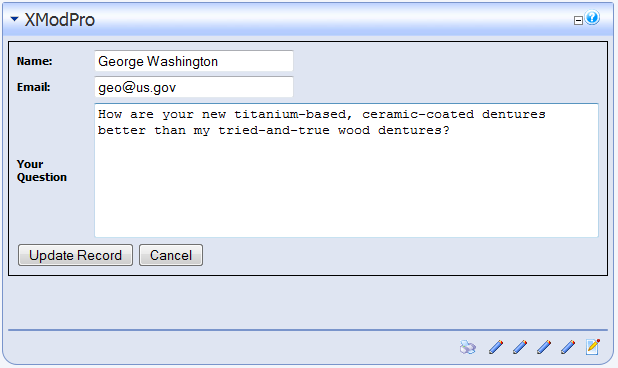 XModPro
Name: George Washington
Email: geo@us.gov
How are your new titanium-based, ceramic-coated dentures
better than my tried-and-true wood dentures?
Your
Question
Update Record Cancel